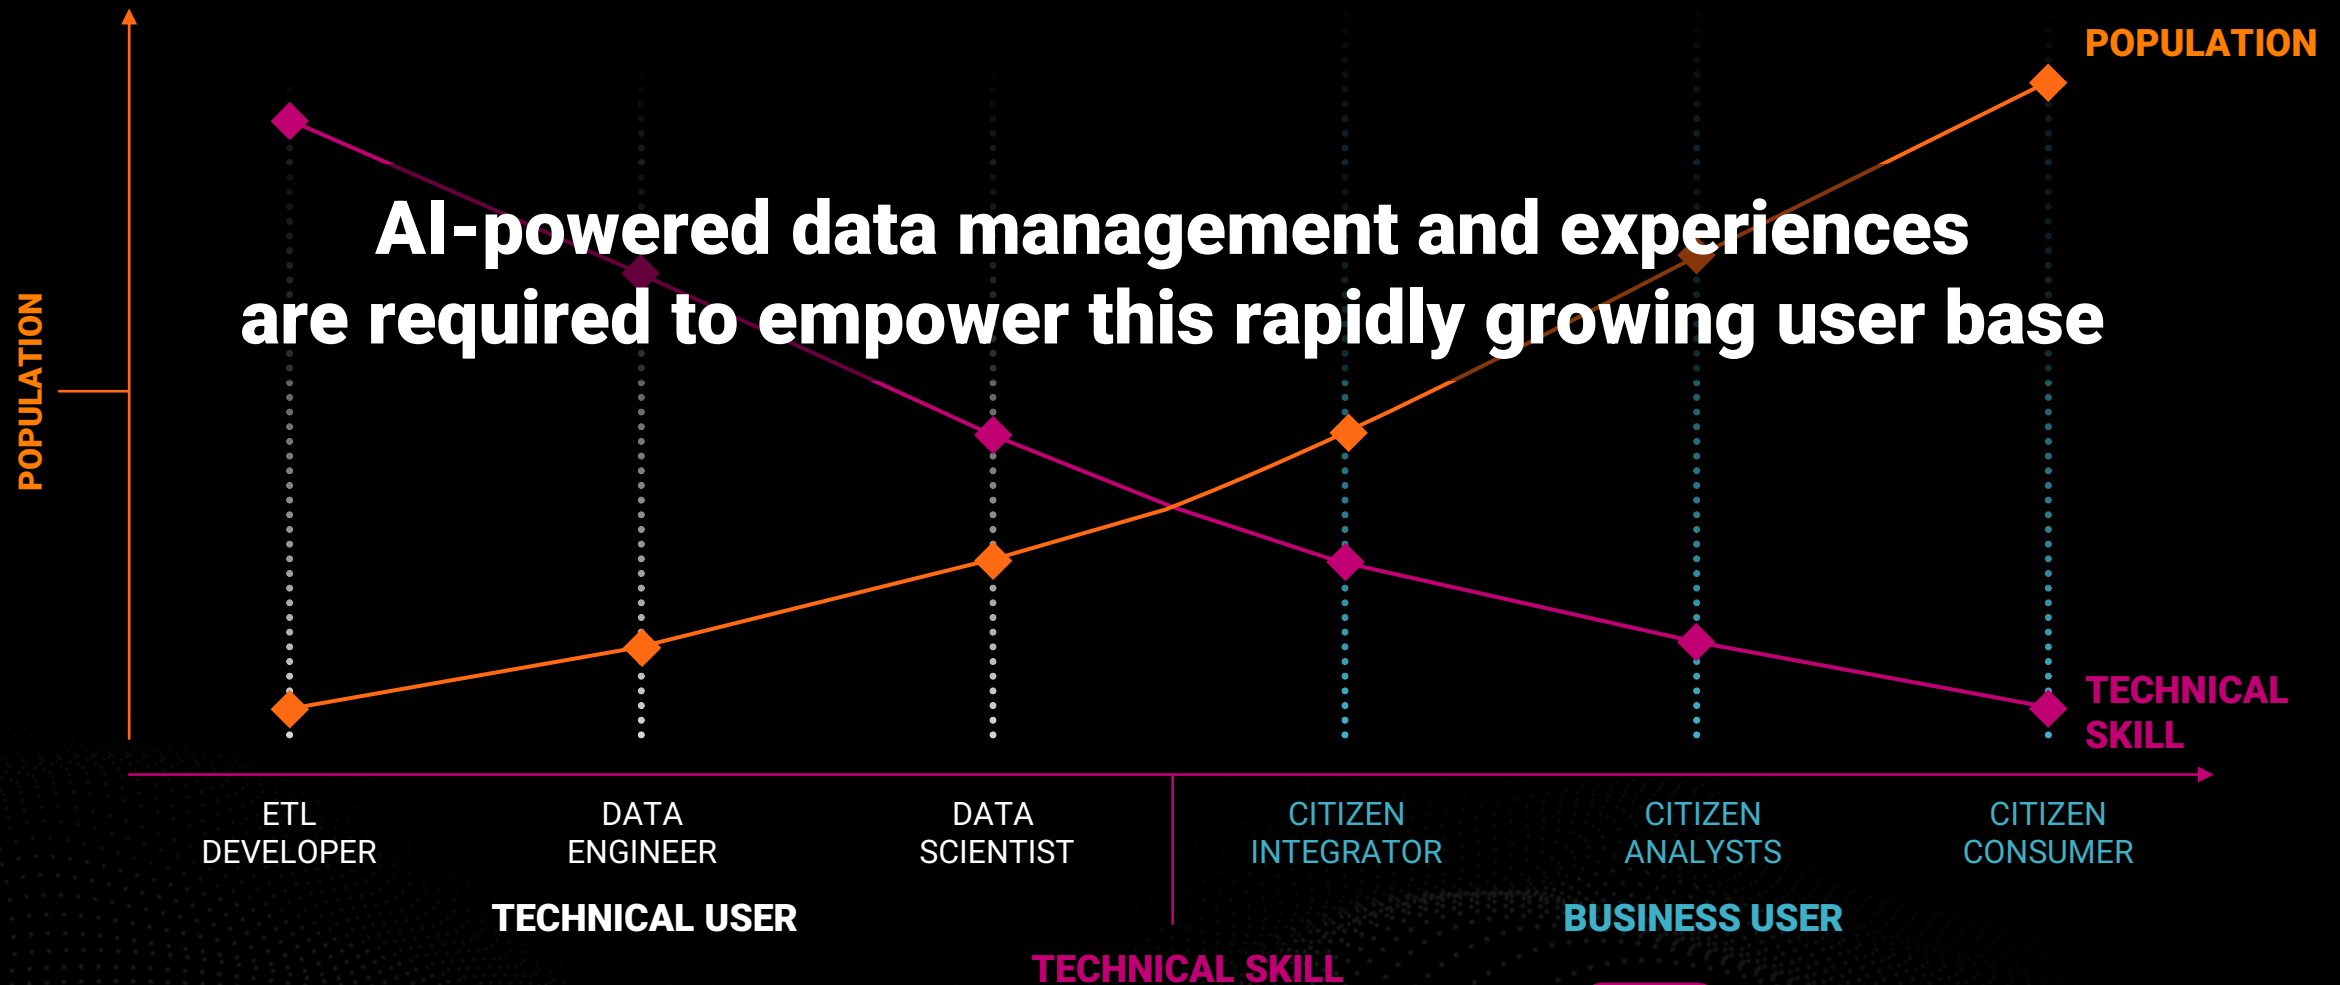 POPULATION
AI-powered data management and experiences
are required to empower this rapidly growing user base
POPULATION
TECHNICAL
SKILL
ETL
DEVELOPER
DATA
ENGINEER
DATA
SCIENTIST
CITIZEN
INTEGRATOR
CITIZEN
ANALYSTS
CITIZEN
CONSUMER
TECHNICAL USER
BUSINESS USER
TECHNICAL SKILL